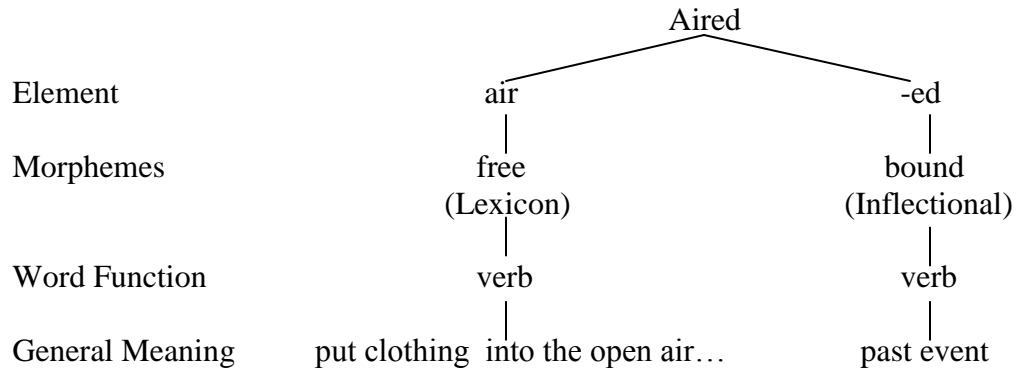 Aired
Element air -ed
Morphemes free bound
(Lexicon) (Inflectional)
Word Function verb verb
General Meaning put clothing into the open air… past event